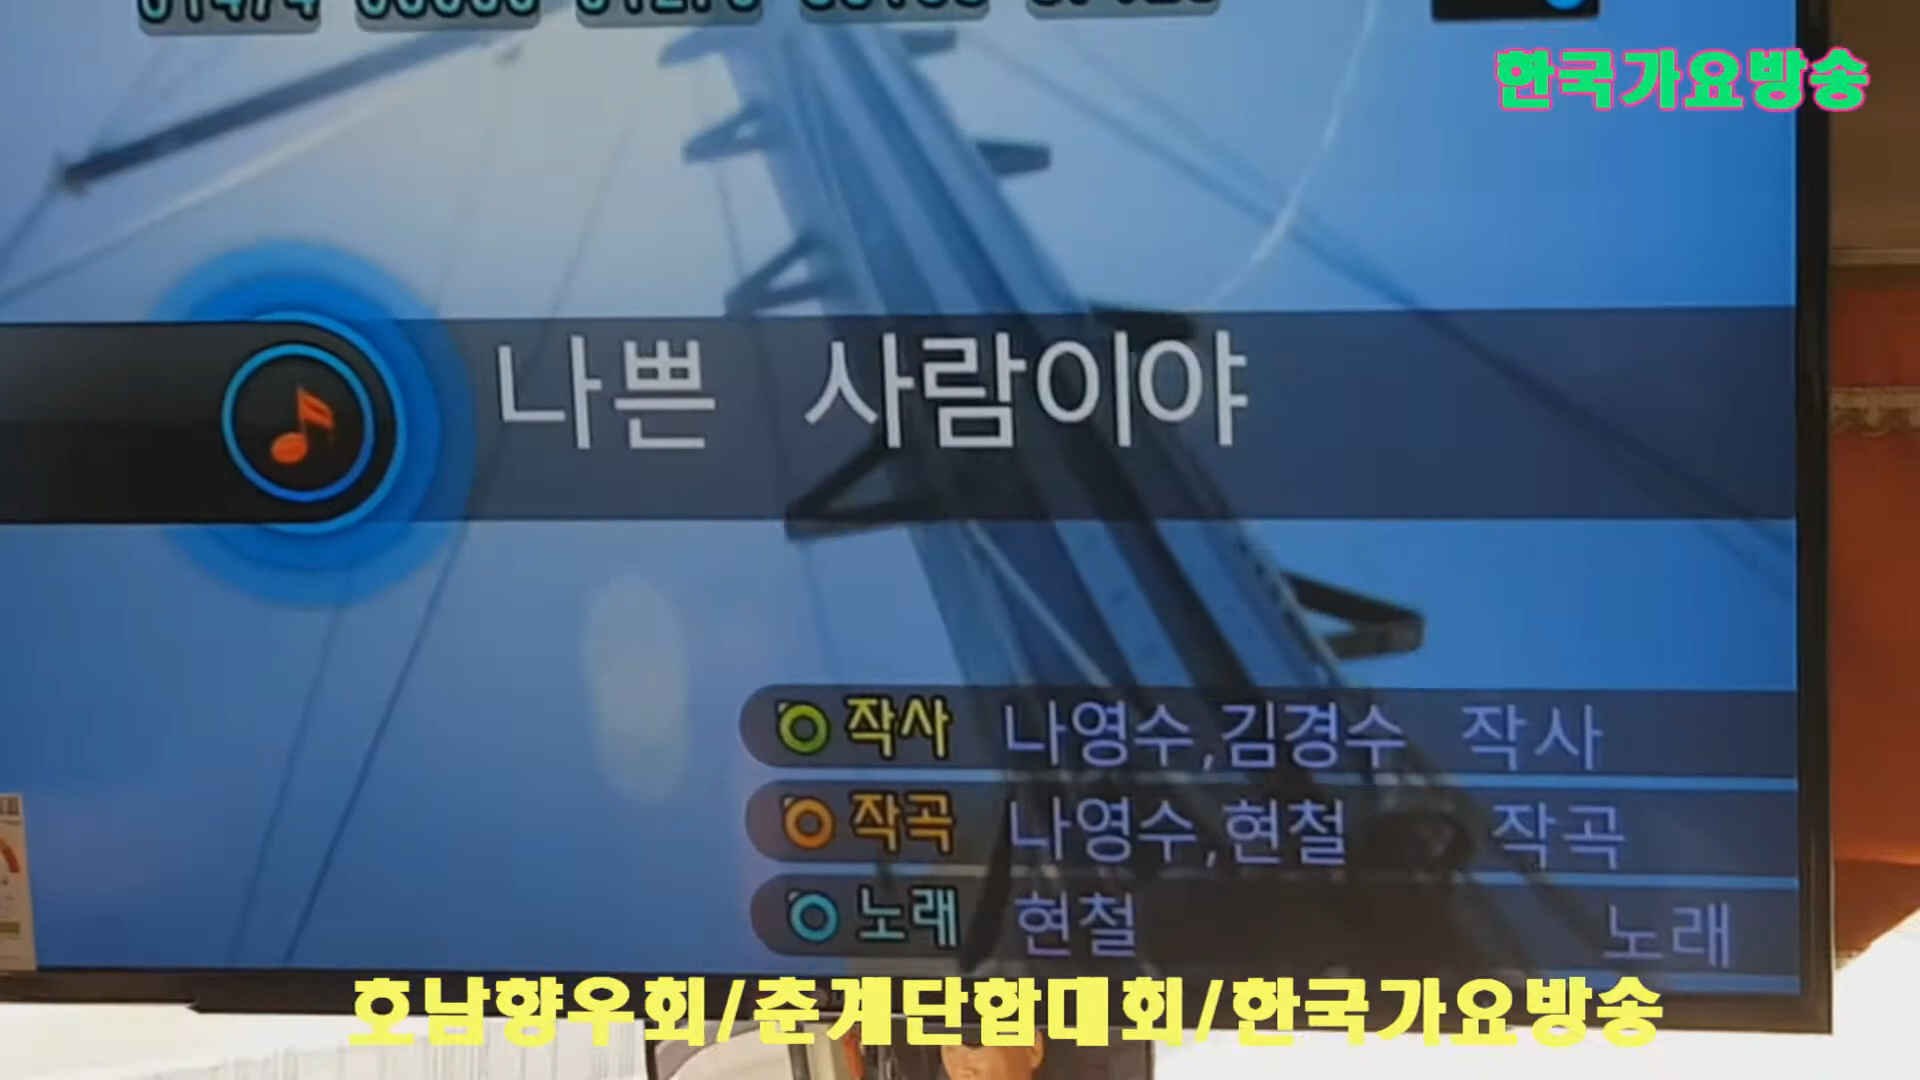 한국가요방송
나쁜 사람이야
작사 나영수,김경수 작사
작곡 나영수,현철 작곡
노래 현철 노래
호남향우회/춘계단합대회/한국가요방송